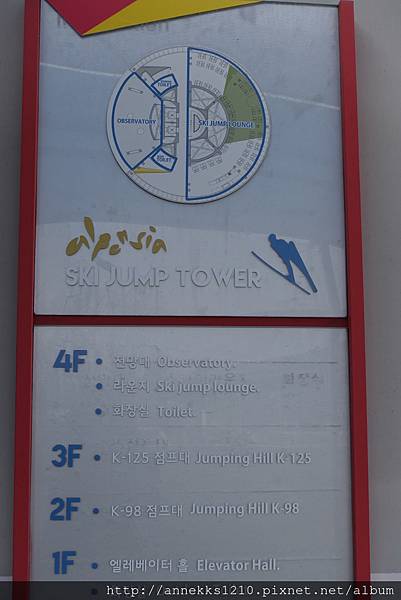 TOILET
OBSERVATORY
SKI JUMP LOUNGE
TOILET
alpensia
SKI JUMP TOWER
4F • 전망대 Observatory.
• 라운지 Ski jump lounge.
• 화장실 Toilet.
3F • K-125 점프대 Jumping Hill K-125
2F • K-98 점프대 Jumping Hill K-98
1F • 엘레베이터 홀 Elevator Hall.
http://annekks1210.pixnet.net/album